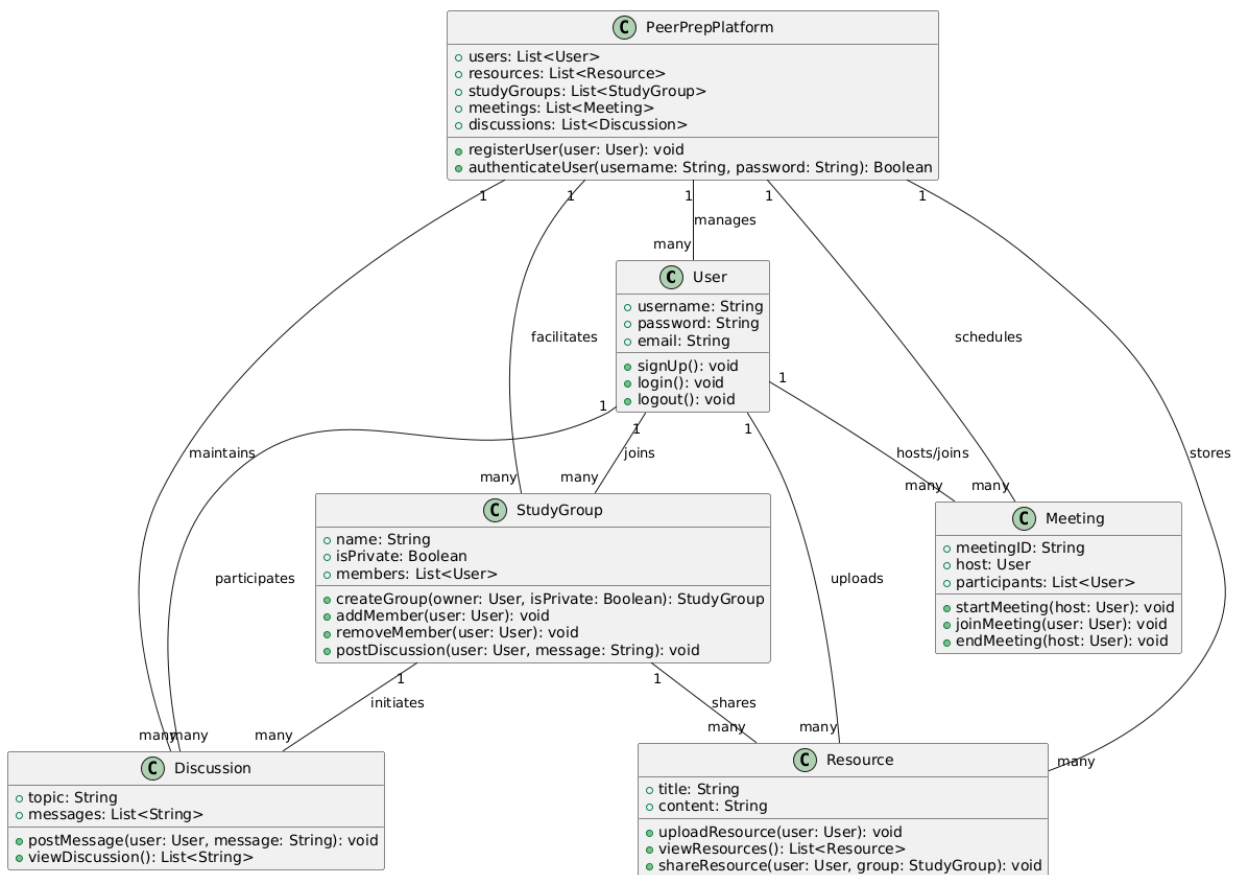 C PeerPrepPlatform
users: List<User>
resources: List<Resource>
studyGroups: List<StudyGroup>
meetings: List<Meeting>
discussions: List<Discussion>
registerUser(user: User): void
authenticateUser(username: String, password: String): Boolean
1 1 1 1 1
manages
many
C User
username: String
password: String
email: String
signUp(): void
login(): void
logout(): void
facilitates
schedules
1
1
1
1
maintains
joins
hosts/joins
stores
many
many
many
many
C StudyGroup
name: String
isPrivate: Boolean
members: List<User>
createGroup(owner: User, isPrivate: Boolean): StudyGroup
addMember(user: User): void
removeMember(user: User): void
postDiscussion(user: User, message: String): void
C Meeting
meetingID: String
host: User
participants: List<User>
startMeeting(host: User): void
joinMeeting(user: User): void
endMeeting(host: User): void
participates
uploads
1
1
initiates
shares
many
many
many
many
many
many
C Discussion
topic: String
messages: List<String>
postMessage(user: User, message: String): void
viewDiscussion(): List<String>
C Resource
title: String
content: String
uploadResource(user: User): void
viewResources(): List<Resource>
shareResource(user: User, group: StudyGroup): void